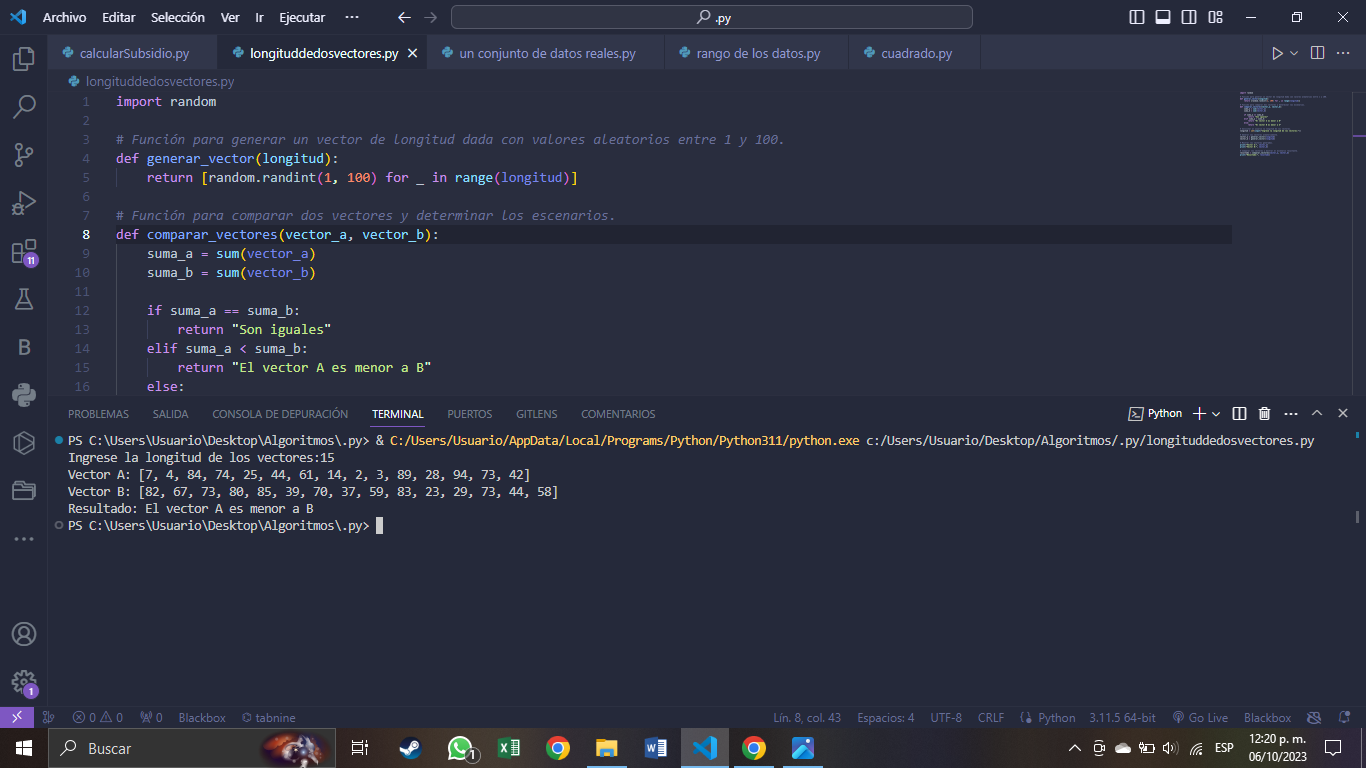 Archivo Editar Selección Ver Ir Ejecutar ··· .py
calcularSubsidio.py longituddedosvectores.py un conjunto de datos reales.py rango de los datos.py cuadrado.py
longituddedosvectores.py
1 import random
2
3 # Función para generar un vector de longitud dada con valores aleatorios entre 1 y 100.
4 def generar_vector(longitud):
5 return [random.randint(1, 100) for _ in range(longitud)]
6
7 # Función para comparar dos vectores y determinar los escenarios.
8 def comparar_vectores(vector_a, vector_b):
9 suma_a = sum(vector_a)
10 suma_b = sum(vector_b)
11
12 if suma_a == suma_b:
13 return "Son iguales"
14 elif suma_a < suma_b:
15 return "El vector A es menor a B"
16 else:
11
B
PROBLEMAS SALIDA CONSOLA DE DEPURACIÓN TERMINAL PUERTOS GITLENS COMENTARIOS Python
PS C:\Users\Usuario\Desktop\Algoritmos\.py> & C:/Users/Usuario/AppData/Local/Programs/Python/Python311/python.exe c:/Users/Usuario/Desktop/Algoritmos/.py/longituddedosvectores.py
Ingrese la longitud de los vectores:15
Vector A: [7, 4, 84, 74, 25, 44, 61, 14, 2, 3, 89, 28, 94, 73, 42]
Vector B: [82, 67, 73, 80, 85, 39, 70, 37, 59, 83, 23, 29, 73, 44, 58]
Resultado: El vector A es menor a B
PS C:\Users\Usuario\Desktop\Algoritmos\.py>
1
0 0 0 Blackbox tabnine Lín. 8, col. 43 Espacios: 4 UTF-8 CRLF Python 3.11.5 64-bit Go Live Blackbox
Buscar 1 ESP 12:20 p. m.
06/10/2023